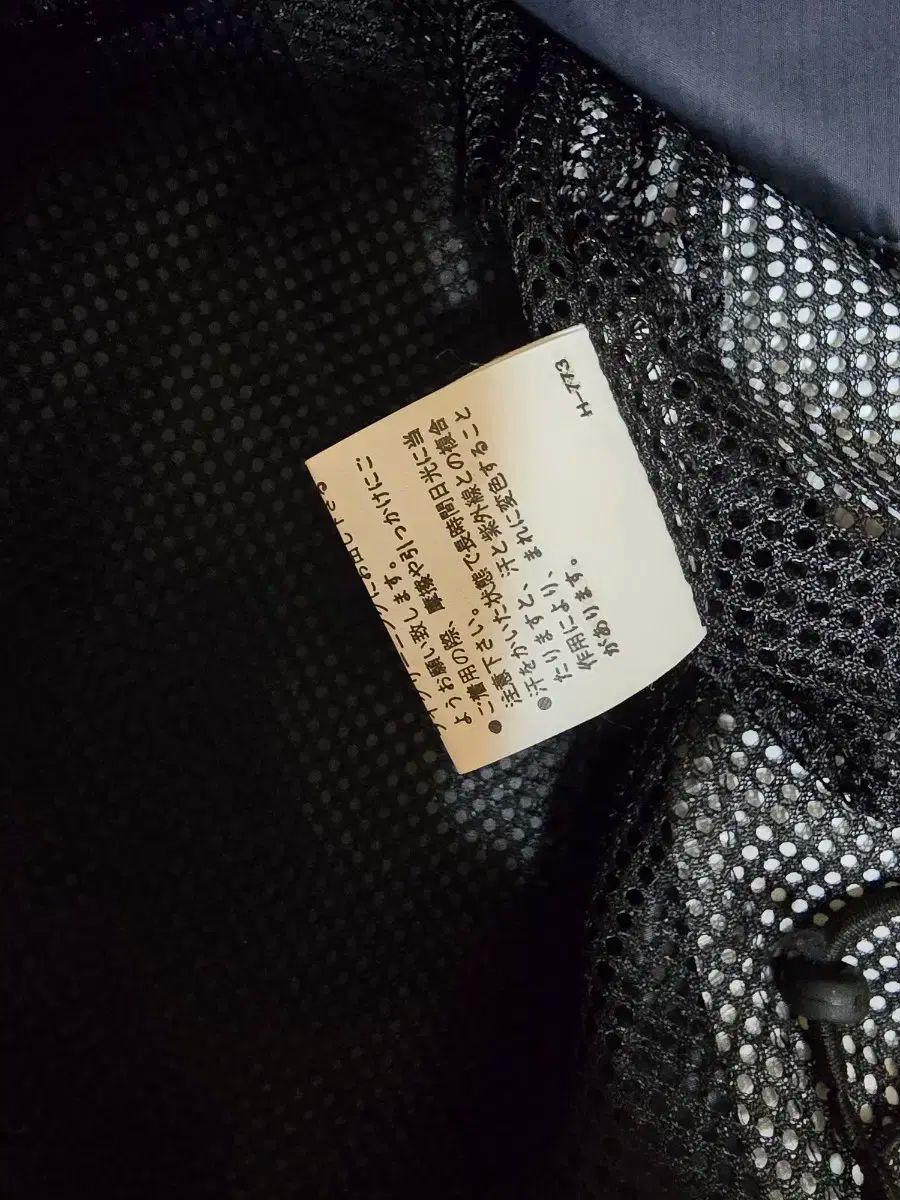 ようお願い致します。
●ご着用の際、摩擦や引っかけにご
注意下さい。
●汗をかいた状態で長時間日光に当
たりますと、汗と紫外線との複合
作用により、まれに変色すること
があります。
H-773